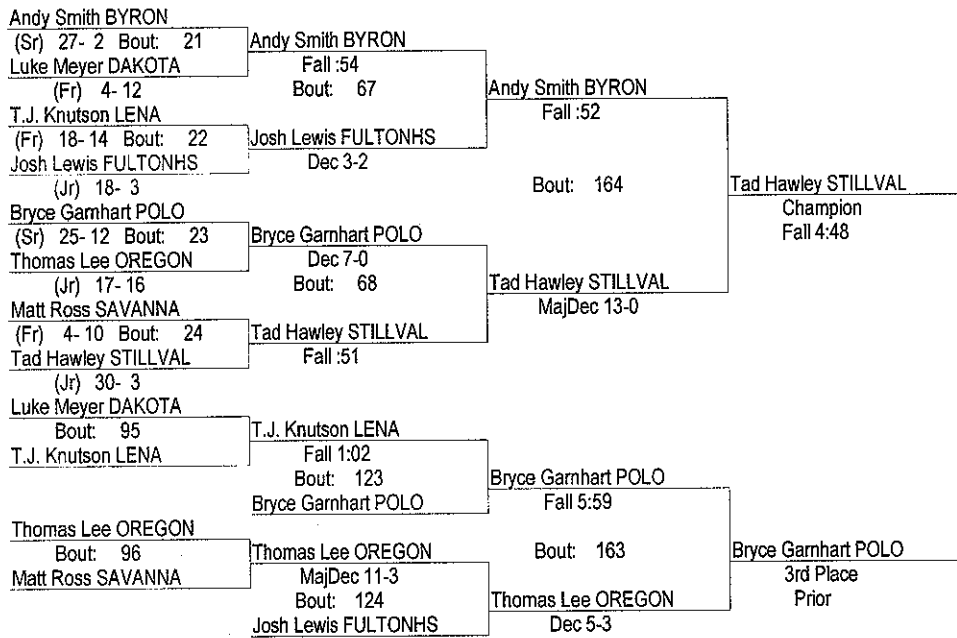 Andy Smith BYRON
(Sr) 27- 2 Bout: 21
Andy Smith BYRON
Luke Meyer DAKOTA
Fall :54
(Fr) 4- 12
Bout: 67
Andy Smith BYRON
T.J. Knutson LENA
Fall :52
(Fr) 18- 14 Bout: 22
Josh Lewis FULTONHS
Josh Lewis FULTONHS
Dec 3-2
(Jr) 18- 3
Bout: 164
Tad Hawley STILLVAL
Bryce Garnhart POLO
Champion
(Sr) 25- 12 Bout: 23
Bryce Garnhart POLO
Fall 4:48
Thomas Lee OREGON
Dec 7-0
(Jr) 17- 16
Bout: 68
Tad Hawley STILLVAL
Matt Ross SAVANNA
MajDec 13-0
(Fr) 4- 10 Bout: 24
Tad Hawley STILLVAL
Tad Hawley STILLVAL
Fall :51
(Jr) 30- 3
Luke Meyer DAKOTA
Bout: 95
T.J. Knutson LENA
T.J. Knutson LENA
Fall 1:02
Bout: 123
Bryce Garnhart POLO
Bryce Garnhart POLO
Fall 5:59
Thomas Lee OREGON
Bout: 96
Thomas Lee OREGON
Bout: 163
Bryce Garnhart POLO
Matt Ross SAVANNA
MajDec 11-3
3rd Place
Bout: 124
Thomas Lee OREGON
Prior
Josh Lewis FULTONHS
Dec 5-3